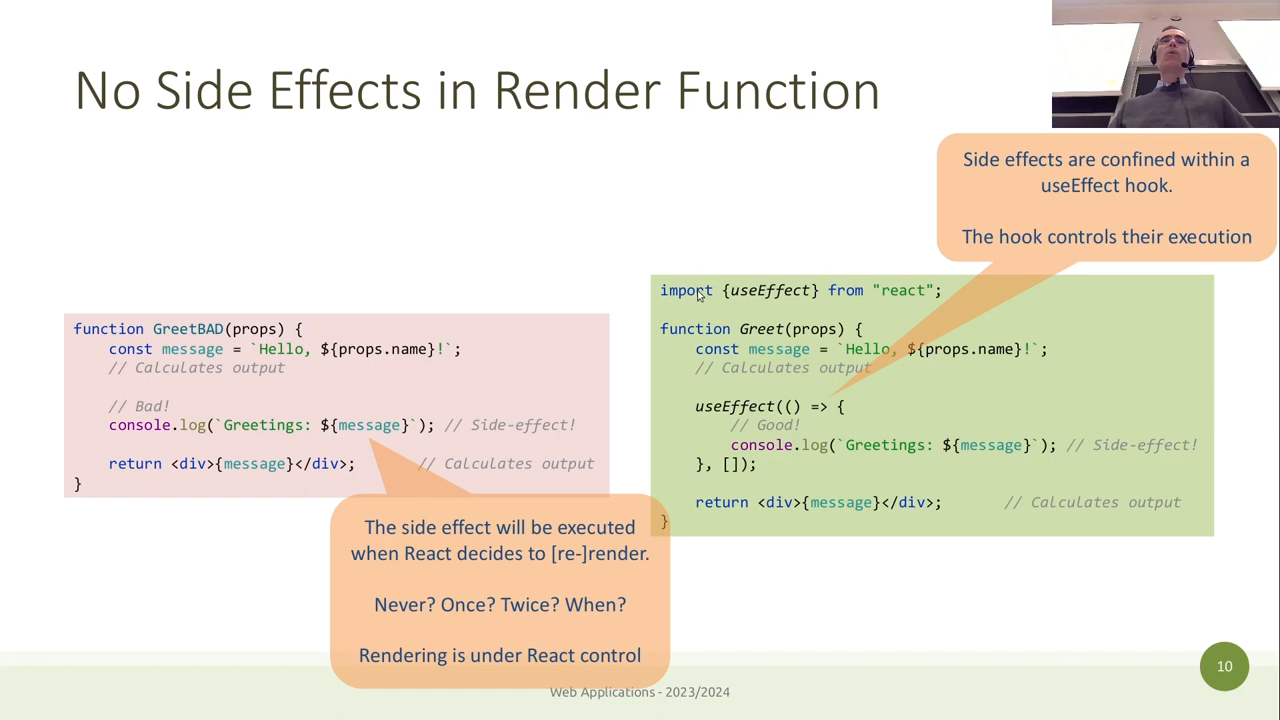 No Side Effects in Render Function
Side effects are confined within a
useEffect hook.
The hook controls their execution
function GreetBAD(props) {
    const message = `Hello, ${props.name}!`;
    // Calculates output
    // Bad!
    console.log(`Greetings: ${message}`); // Side-effect!
    return <div>{message}</div>;       // Calculates output
}
The side effect will be executed
when React decides to [re-]render.
Never? Once? Twice? When?
Rendering is under React control
import {useEffect} from "react";
function Greet(props) {
    const message = `Hello, ${props.name}!`;
    // Calculates output
    useEffect(() => {
        // Good!
        console.log(`Greetings: ${message}`); // Side-effect!
    }, []);
    return <div>{message}</div>;       // Calculates output
}
Web Applications - 2023/2024
10